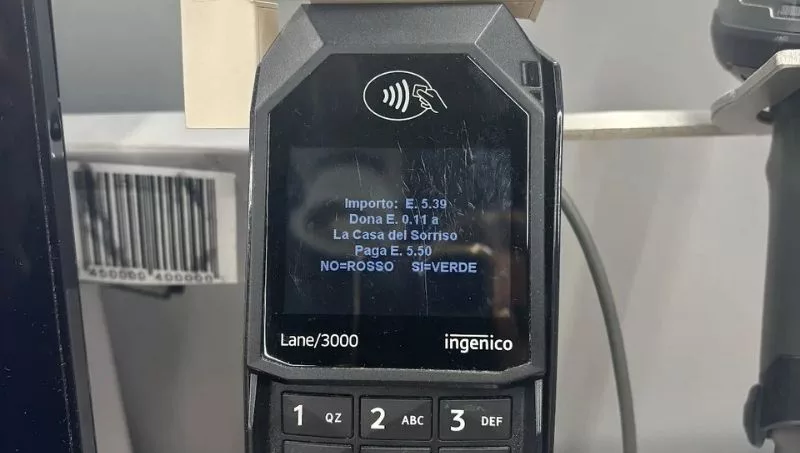 Importo: E. 5.39
Dona E. 0.11 a
La Casa del Sorriso
Paga E. 5.50
NO=ROSSO SI=VERDE
Lane/3000 ingenico
1 QZ 2 ABC 3 DEF